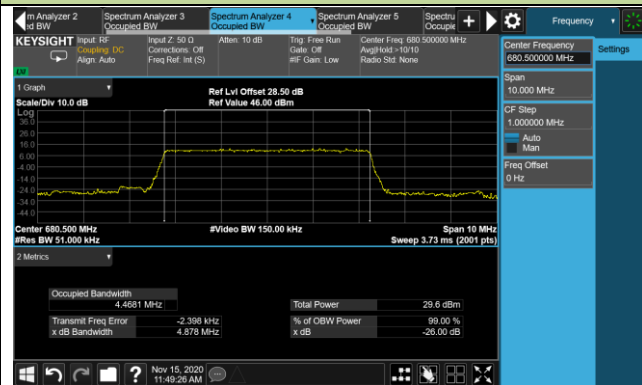 m Analyzer 2
ed BW
Spectrum Analyzer 3
Occupied BW
Spectrum Analyzer 4
Occupied BW
Spectrum Analyzer 5
Occupied BW
Spectru
Occupied
Frequency
KEYSIGHT
Input: RF
Coupling: DC
Align: Auto
Input Z: 50 Ω
Corrections: Off
Freq Ref: Int (S)
Atten: 10 dB
Trig: Free Run
Gate: Off
#IF Gain: Low
Center Freq: 680.500000 MHz
Avg|Hold:>10/10
Radio Std: None
1 Graph
Scale/Div 10.0 dB
Ref Lvl Offset 28.50 dB
Ref Value 46.00 dBm
Log
36.0
26.0
16.0
6.00
-4.00
-14.0
-24.0
-34.0
-44.0
Center 680.500 MHz
#Res BW 51.000 kHz
#Video BW 150.00 kHz
Span 10 MHz
Sweep 3.73 ms (2001 pts)
2 Metrics
Occupied Bandwidth
4.4681 MHz
Transmit Freq Error -2.398 kHz
x dB Bandwidth 4.878 MHz
Total Power 29.6 dBm
% of OBW Power 99.00 %
x dB -26.00 dB
Center Frequency
680.500000 MHz
Span
10.000 MHz
CF Step
1.000000 MHz
Auto
Man
Freq Offset
0 Hz
Settings
?
Nov 15, 2020
11:49:26 AM